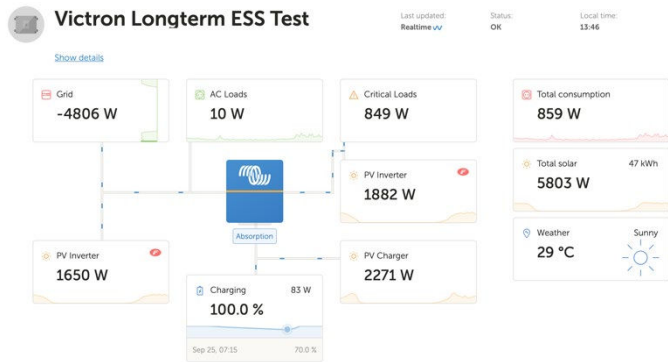 Victron Longterm ESS Test
Last updated:
Realtime
Status:
OK
Local time:
13:46
Show details
Grid
-4806 W
AC Loads
10 W
Critical Loads
849 W
Total consumption
859 W
PV Inverter
1882 W
Total solar 47 kWh
5803 W
Absorption
Weather Sunny
29 °C
PV Inverter
1650 W
PV Charger
2271 W
Charging 83 W
100.0 %
Sep 25, 07:15 70.0 %